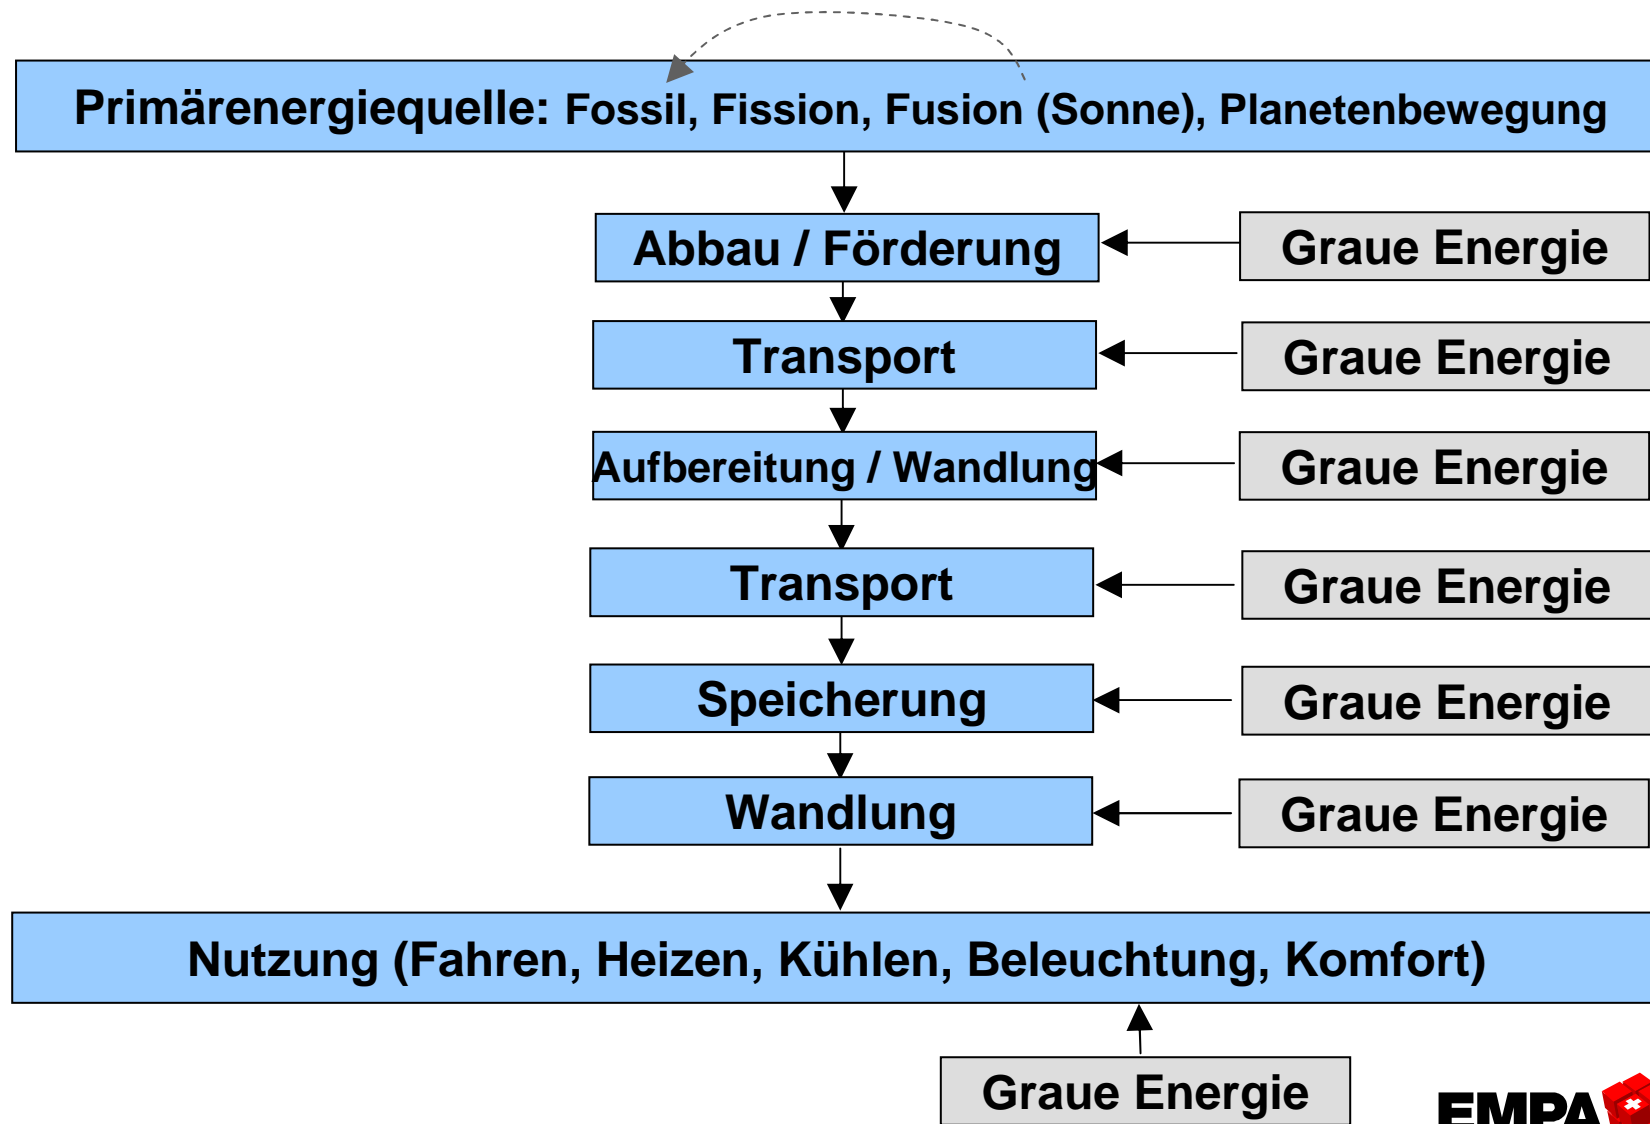 Primärenergiequelle: Fossil, Fission, Fusion (Sonne), Planetenbewegung
Abbau / Förderung
Graue Energie
Transport
Graue Energie
Aufbereitung / Wandlung
Graue Energie
Transport
Graue Energie
Speicherung
Graue Energie
Wandlung
Graue Energie
Nutzung (Fahren, Heizen, Kühlen, Beleuchtung, Komfort)
Graue Energie
EMPA